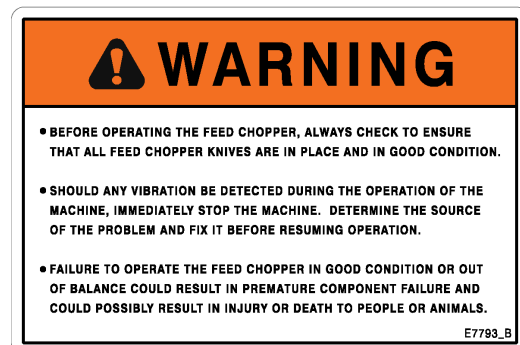 WARNING
• BEFORE OPERATING THE FEED CHOPPER, ALWAYS CHECK TO ENSURE
THAT ALL FEED CHOPPER KNIVES ARE IN PLACE AND IN GOOD CONDITION.
• SHOULD ANY VIBRATION BE DETECTED DURING THE OPERATION OF THE
MACHINE, IMMEDIATELY STOP THE MACHINE. DETERMINE THE SOURCE
OF THE PROBLEM AND FIX IT BEFORE RESUMING OPERATION.
• FAILURE TO OPERATE THE FEED CHOPPER IN GOOD CONDITION OR OUT
OF BALANCE COULD RESULT IN PREMATURE COMPONENT FAILURE AND
COULD POSSIBLY RESULT IN INJURY OR DEATH TO PEOPLE OR ANIMALS.
E7793_B